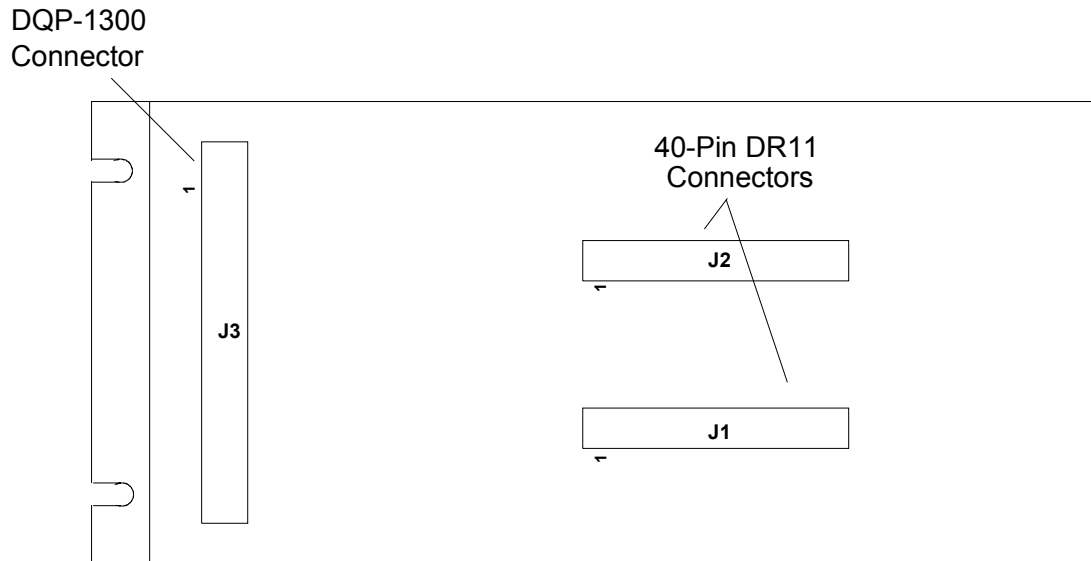 DQP-1300
Connector
40-Pin DR11
Connectors
1
J2
1
J3
J1
1